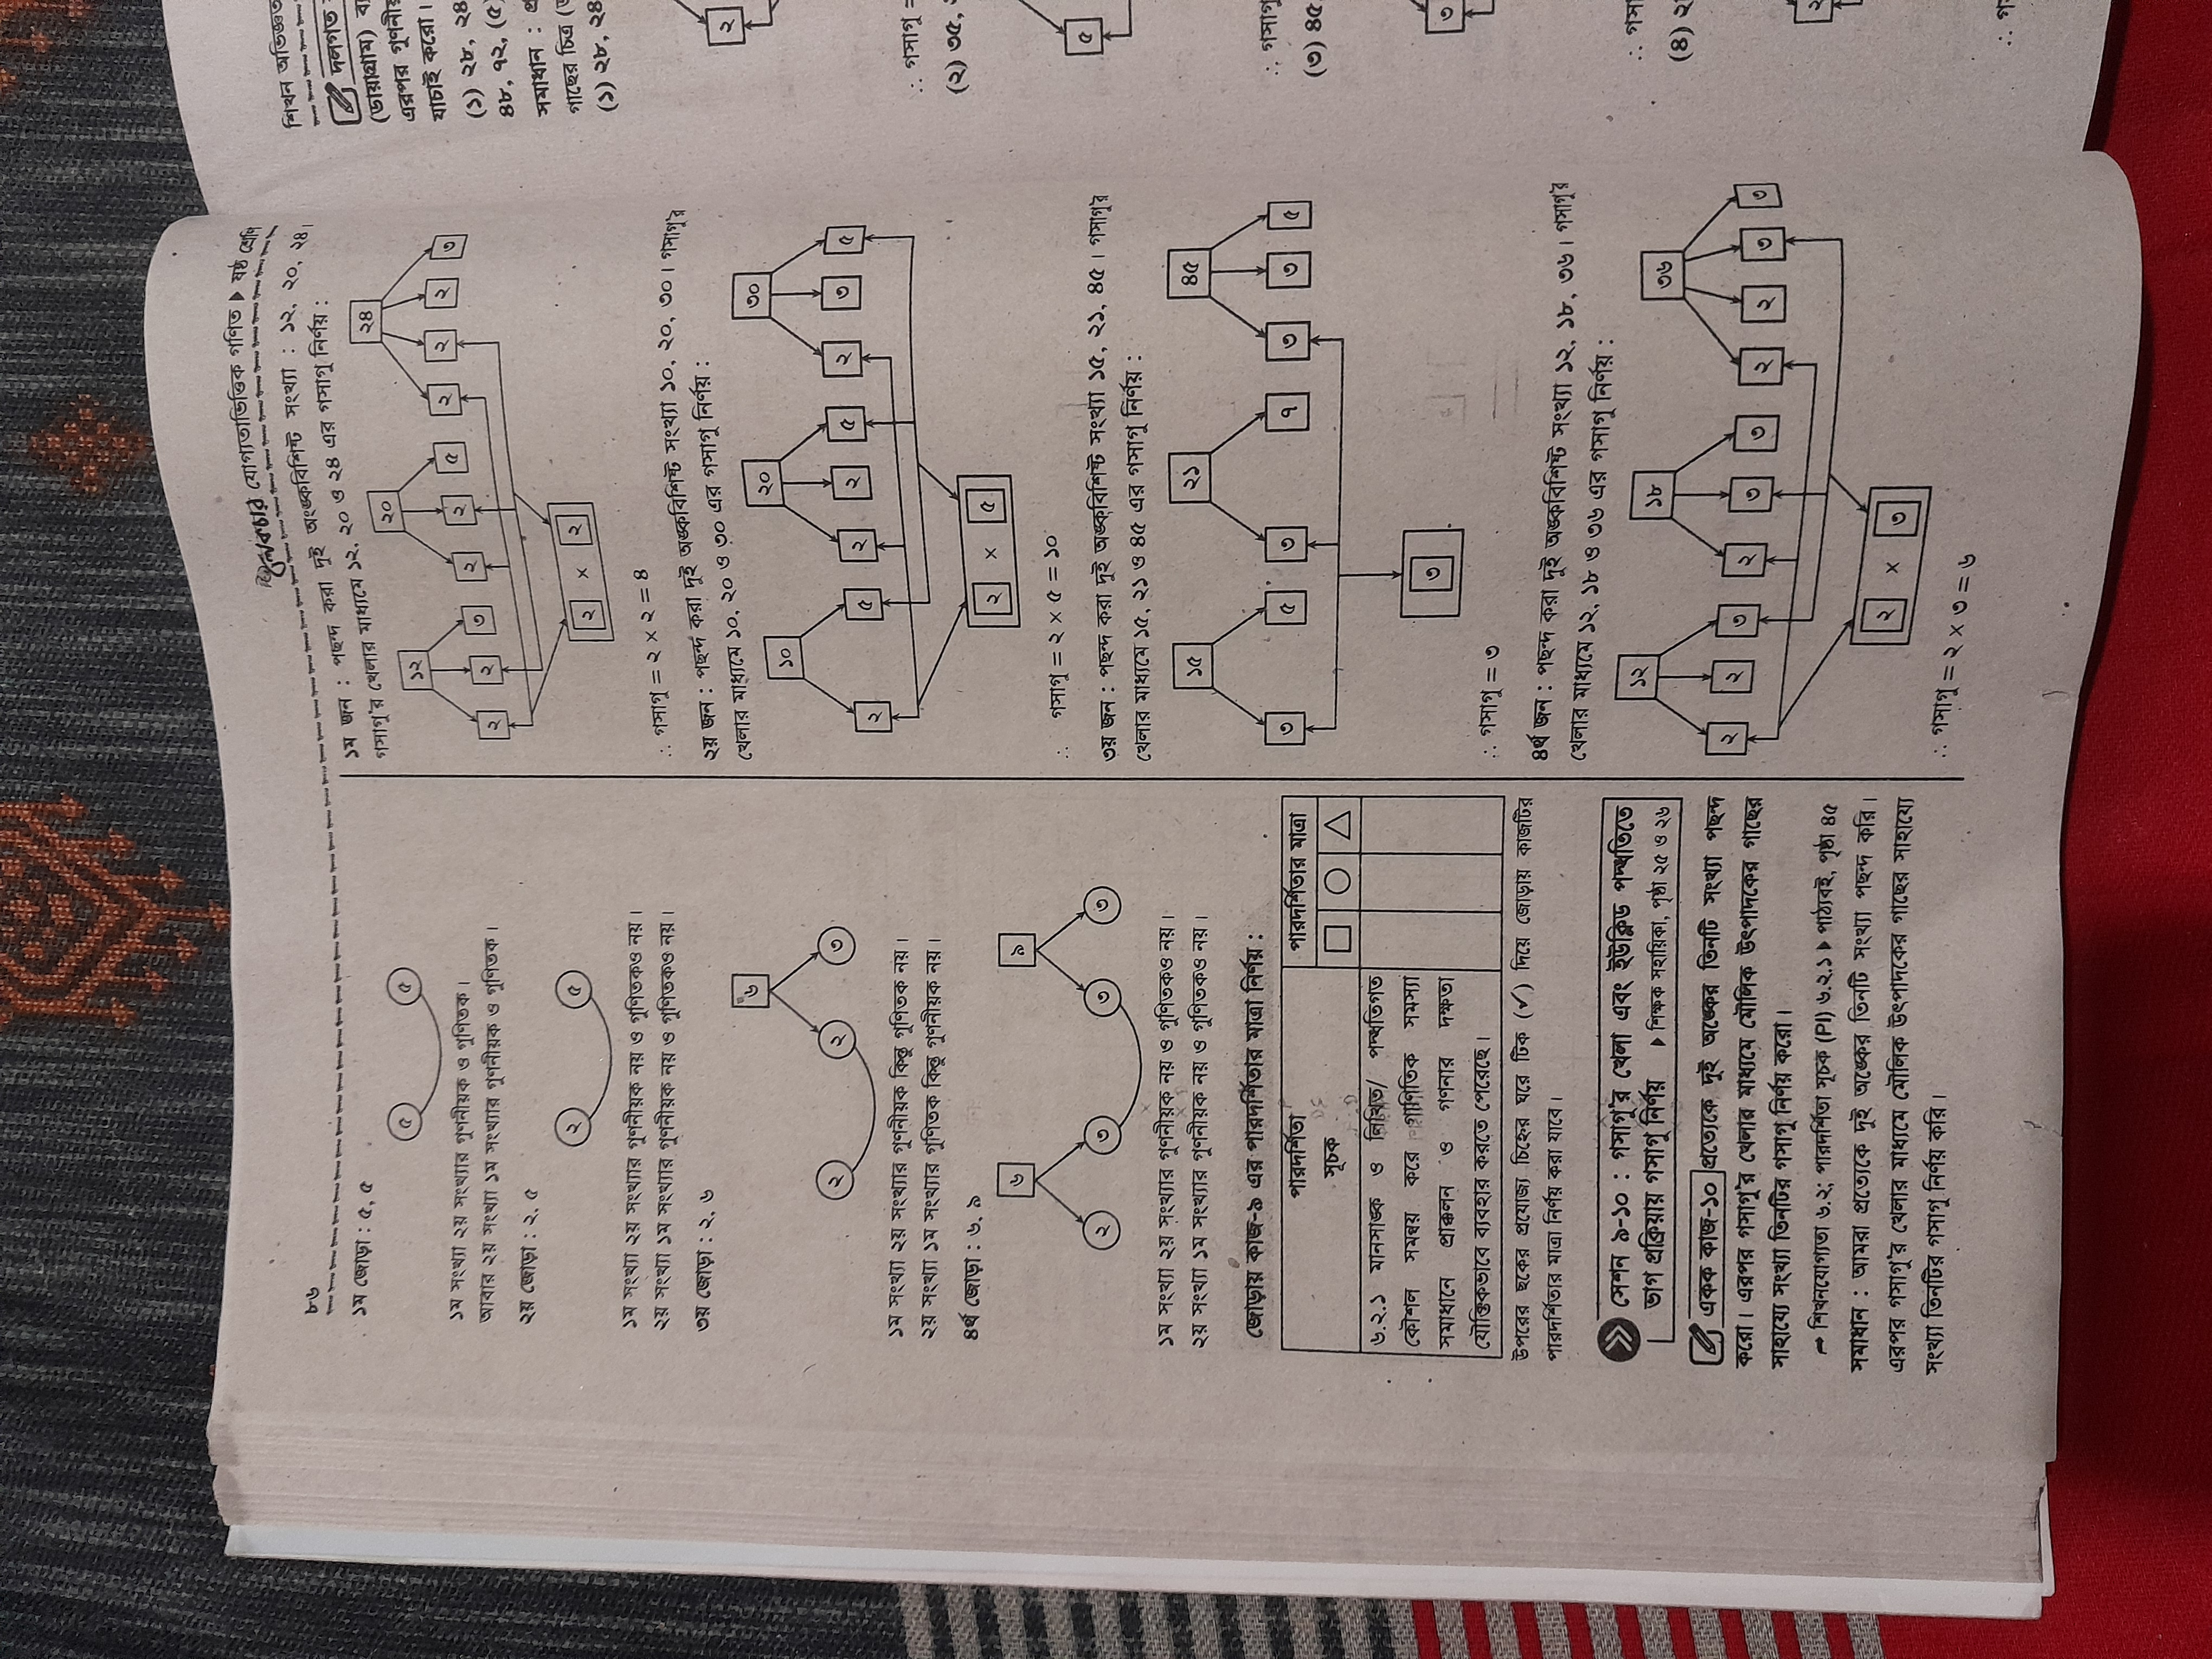 ৮৬
লেকচার যোগ্যতাভিত্তিক গণিত ▶ ষষ্ঠ শ্রেণি
১ম জোড়া : ৫, ৫
৫ ৫
১ম সংখ্যা ২য় সংখ্যার গুণনীয়ক ও গুণিতক।
আবার ২য় সংখ্যা ১ম সংখ্যার গুণনীয়ক ও গুণিতক।
২য় জোড়া : ২, ৫
২ ৫
১ম সংখ্যা ২য় সংখ্যার গুণনীয়ক নয় ও গুণিতকও নয়।
২য় সংখ্যা ১ম সংখ্যার গুণনীয়ক নয় ও গুণিতকও নয়।
৩য় জোড়া : ২, ৬
৬
২ ২ ৩
১ম সংখ্যা ২য় সংখ্যার গুণনীয়ক কিন্তু গুণিতক নয়।
২য় সংখ্যা ১ম সংখ্যার গুণিতক কিন্তু গুণনীয়ক নয়।
৪র্থ জোড়া : ৬, ৯
৬ ৯
২ ৩ ৩ ৩
১ম সংখ্যা ২য় সংখ্যার গুণনীয়ক নয় ও গুণিতকও নয়।
২য় সংখ্যা ১ম সংখ্যার গুণনীয়ক নয় ও গুণিতকও নয়।
জোড়ায় কাজ-৯ এর পারদর্শিতার মাত্রা নির্ণয় :
পারদর্শিতা পারদর্শিতার মাত্রা
সূচক □ ○ △
৬.২.১ মানসাঙ্ক ও লিখিত/ পদ্ধতিগত
কৌশল সমন্বয় করে গাণিতিক সমস্যা
সমাধানে প্রাক্কলন ও গণনার দক্ষতা
যৌক্তিকভাবে ব্যবহার করতে পেরেছে।
উপরের ছকের প্রযোজ্য চিহ্নের ঘরে টিক (✓) দিয়ে জোড়ায় কাজটির
পারদর্শিতার মাত্রা নির্ণয় করা যাবে।
সেশন ৯-১০ : গসাগু'র খেলা এবং ইউক্লিড পদ্ধতিতে
ভাগ প্রক্রিয়ায় গসাগু নির্ণয় ▶ শিক্ষক সহায়িকা, পৃষ্ঠা ২৫ ও ২৬
একক কাজ-১০ প্রত্যেকে দুই অঙ্কের তিনটি সংখ্যা পছন্দ
করো। এরপর গসাগু'র খেলার মাধ্যমে মৌলিক উৎপাদকের গাছের
সাহায্যে সংখ্যা তিনটির গসাগু নির্ণয় করো।
➡ শিখনযোগ্যতা ৬.২; পারদর্শিতা সূচক (PI) ৬.২.১ ▶ পাঠ্যবই, পৃষ্ঠা ৪৫
সমাধান : আমরা প্রত্যেকে দুই অঙ্কের তিনটি সংখ্যা পছন্দ করি।
এরপর গসাগু'র খেলার মাধ্যমে মৌলিক উৎপাদকের গাছের সাহায্যে
সংখ্যা তিনটির গসাগু নির্ণয় করি।
১ম জন : পছন্দ করা দুই অংঙ্কবিশিষ্ট সংখ্যা : ১২, ২০, ২৪।
গসাগু'র খেলার মাধ্যমে ১২, ২০ ও ২৪ এর গসাগু নির্ণয় :
১২ ২০ ২৪
২ ২ ৩ ২ ২ ৫ ২ ২ ২ ৩
২ × ২
∴ গসাগু = ২ × ২ = ৪
২য় জন : পছন্দ করা দুই অঙ্কবিশিষ্ট সংখ্যা ১০, ২০, ৩০। গসাগু'র
খেলার মাধ্যমে ১০, ২০ ও ৩০ এর গসাগু নির্ণয় :
১০ ২০ ৩০
২ ৫ ২ ২ ৫ ২ ৩ ৫
২ × ৫
∴ গসাগু = ২ × ৫ = ১০
৩য় জন : পছন্দ করা দুই অঙ্কবিশিষ্ট সংখ্যা ১৫, ২১, ৪৫। গসাগু'র
খেলার মাধ্যমে ১৫, ২১ ও ৪৫ এর গসাগু নির্ণয় :
১৫ ২১ ৪৫
৩ ৫ ৩ ৭ ৩ ৩ ৫
৩
∴ গসাগু = ৩
৪র্থ জন : পছন্দ করা দুই অঙ্কবিশিষ্ট সংখ্যা ১২, ১৮, ৩৬। গসাগু'র
খেলার মাধ্যমে ১২, ১৮ ও ৩৬ এর গসাগু নির্ণয় :
১২ ১৮ ৩৬
২ ২ ৩ ২ ৩ ৩ ২ ২ ৩ ৩
২ × ৩
∴ গসাগু = ২ × ৩ = ৬
শিখন
দলগত
(ডায়াগ্রাম)
এরপর
যাচাই করো।
(১) ২৮, ২৪
৪৮, ৭২, (৫)
সমাধান :
গাছের চিত্র
(১) ২৮, ২৪
২
∴ গসাগু =
(২) ৩৫,
৫
∴ গসাগু
(৩) ৪৫
৩
∴
(৪)
∴